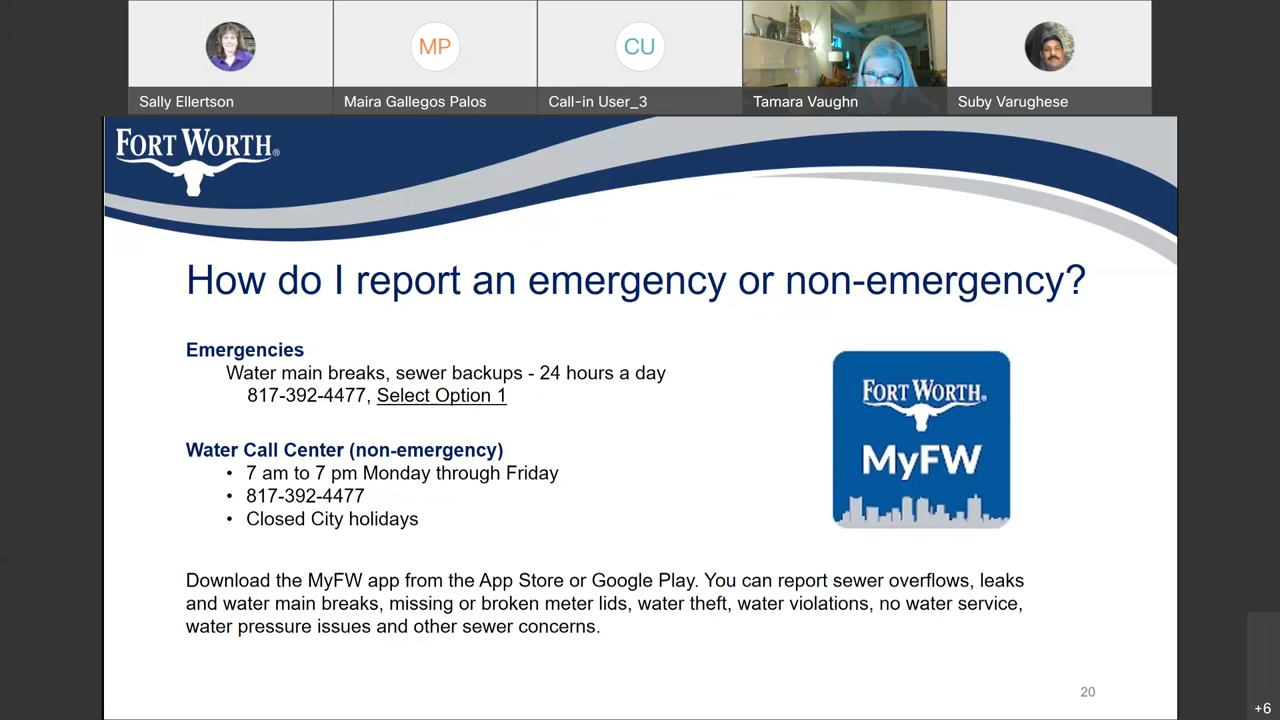 MP
CU
Sally Ellertson
Maira Gallegos Palos
Call-in User_3
Tamara Vaughn
Suby Varughese
FORT WORTH®
How do I report an emergency or non-emergency?
Emergencies
Water main breaks, sewer backups - 24 hours a day
817-392-4477, Select Option 1
Water Call Center (non-emergency)
• 7 am to 7 pm Monday through Friday
• 817-392-4477
• Closed City holidays
FORT WORTH®
MyFW
Download the MyFW app from the App Store or Google Play. You can report sewer overflows, leaks
and water main breaks, missing or broken meter lids, water theft, water violations, no water service,
water pressure issues and other sewer concerns.
20
+6